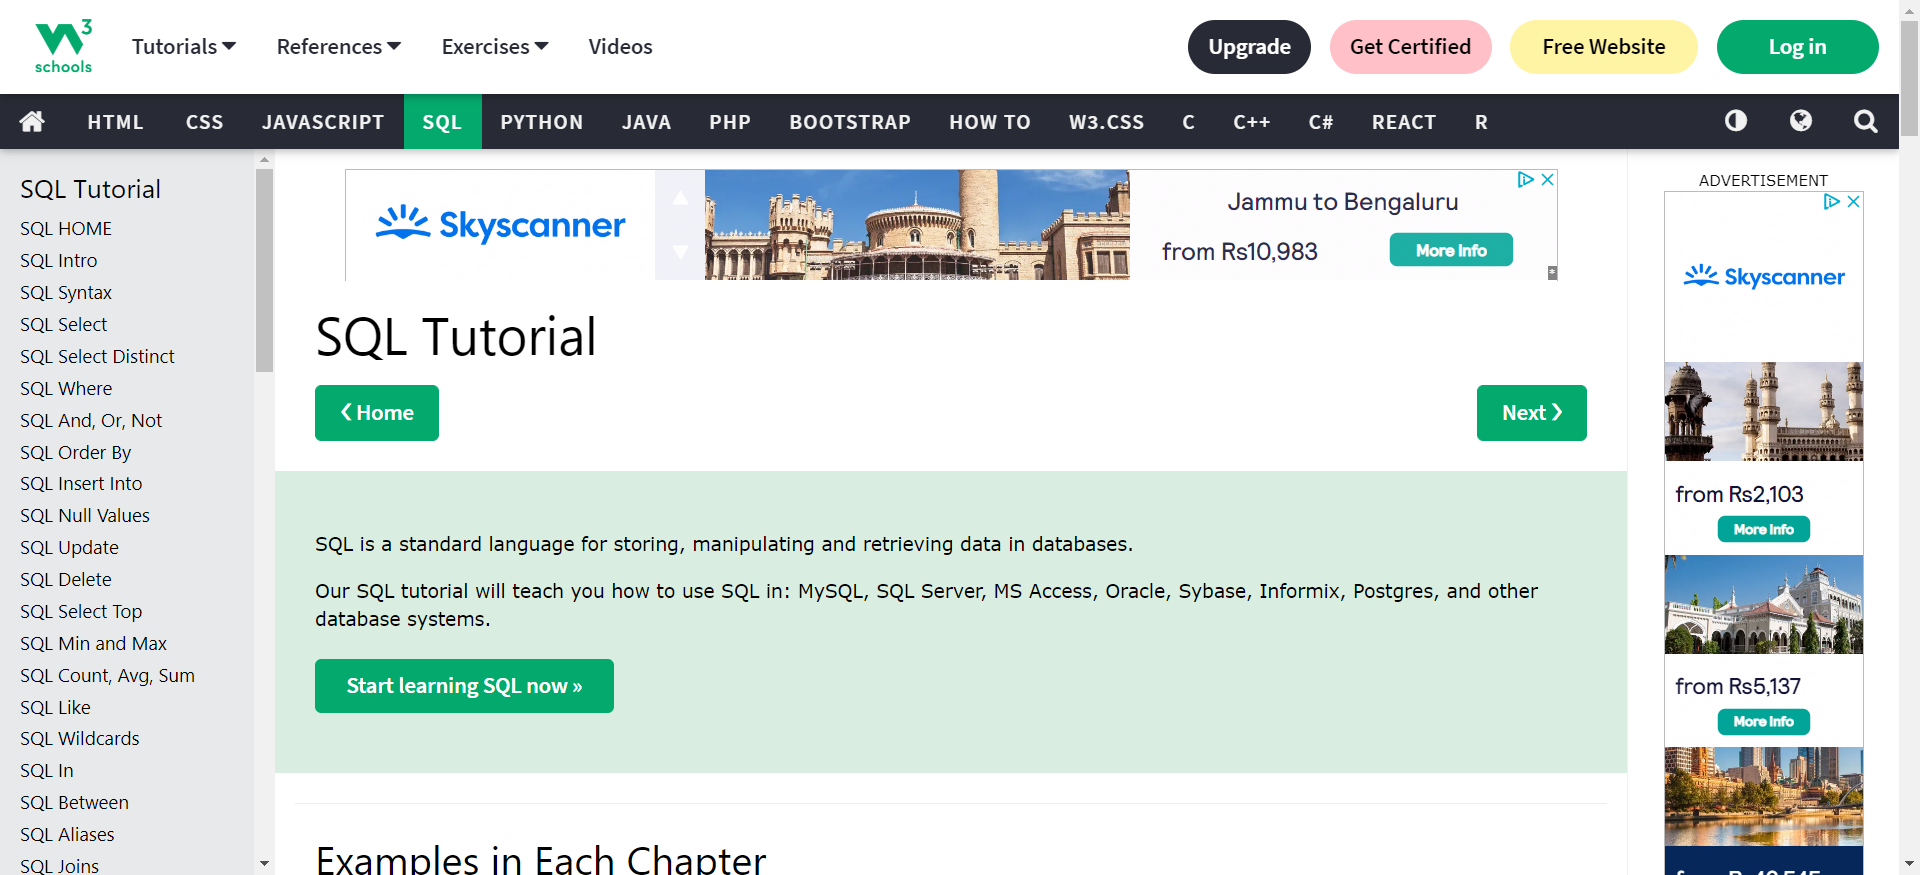 3
schools
Tutorials
References
Exercises
Videos
Upgrade
Get Certified
Free Website
Log in
HTML
CSS
JAVASCRIPT
SQL
PYTHON
JAVA
PHP
BOOTSTRAP
HOW TO
W3.CSS
C
C++
C#
REACT
R
SQL Tutorial
SQL HOME
SQL Intro
SQL Syntax
SQL Select
SQL Select Distinct
SQL Where
SQL And, Or, Not
SQL Order By
SQL Insert Into
SQL Null Values
SQL Update
SQL Delete
SQL Select Top
SQL Min and Max
SQL Count, Avg, Sum
SQL Like
SQL Wildcards
SQL In
SQL Between
SQL Aliases
SQL Joins
Skyscanner
Jammu to Bengaluru
from Rs10,983
More Info
SQL Tutorial
❮ Home
Next ❯
SQL is a standard language for storing, manipulating and retrieving data in databases.
Our SQL tutorial will teach you how to use SQL in: MySQL, SQL Server, MS Access, Oracle, Sybase, Informix, Postgres, and other
database systems.
Start learning SQL now »
Examples in Each Chapter
ADVERTISEMENT
Skyscanner
from Rs2,103
More Info
from Rs5,137
More Info